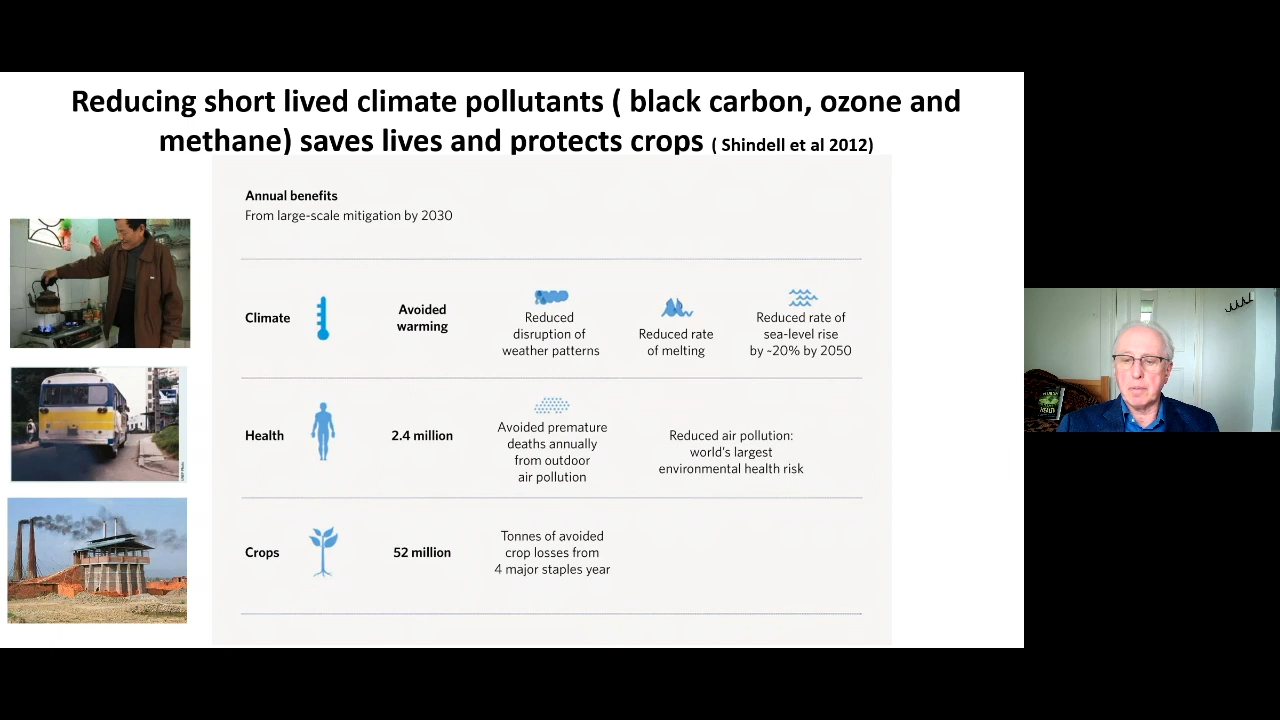 Reducing short lived climate pollutants ( black carbon, ozone and
methane) saves lives and protects crops ( Shindell et al 2012)
Annual benefits
From large-scale mitigation by 2030
Climate
Avoided
warming
Reduced
disruption of
weather patterns
Reduced rate
of melting
Reduced rate of
sea-level rise
by ~20% by 2050
Health
2.4 million
Avoided premature
deaths annually
from outdoor
air pollution
Reduced air pollution:
world's largest
environmental health risk
Crops
52 million
Tonnes of avoided
crop losses from
4 major staples year